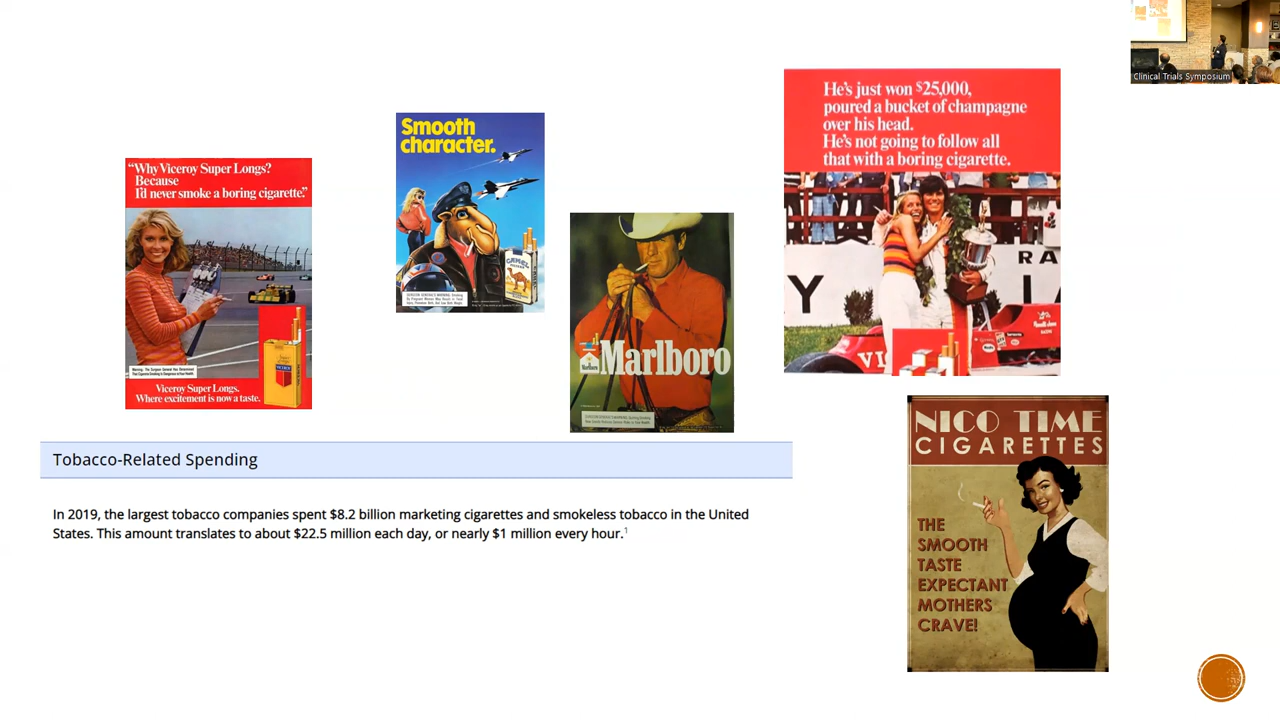 Clinical Trials Symposium
"Why Viceroy Super Longs?
Because
I'd never smoke a boring cigarette."
Viceroy Super Longs.
Where excitement is now a taste.
Smooth
character.
CAMEL
Marlboro
He's just won $25,000,
poured a bucket of champagne
over his head.
He's not going to follow all
that with a boring cigarette.
Y
RA
NICO TIME
CIGARETTES
THE
SMOOTH
TASTE
EXPECTANT
MOTHERS
CRAVE!
Tobacco-Related Spending
In 2019, the largest tobacco companies spent $8.2 billion marketing cigarettes and smokeless tobacco in the United
States. This amount translates to about $22.5 million each day, or nearly $1 million every hour.1